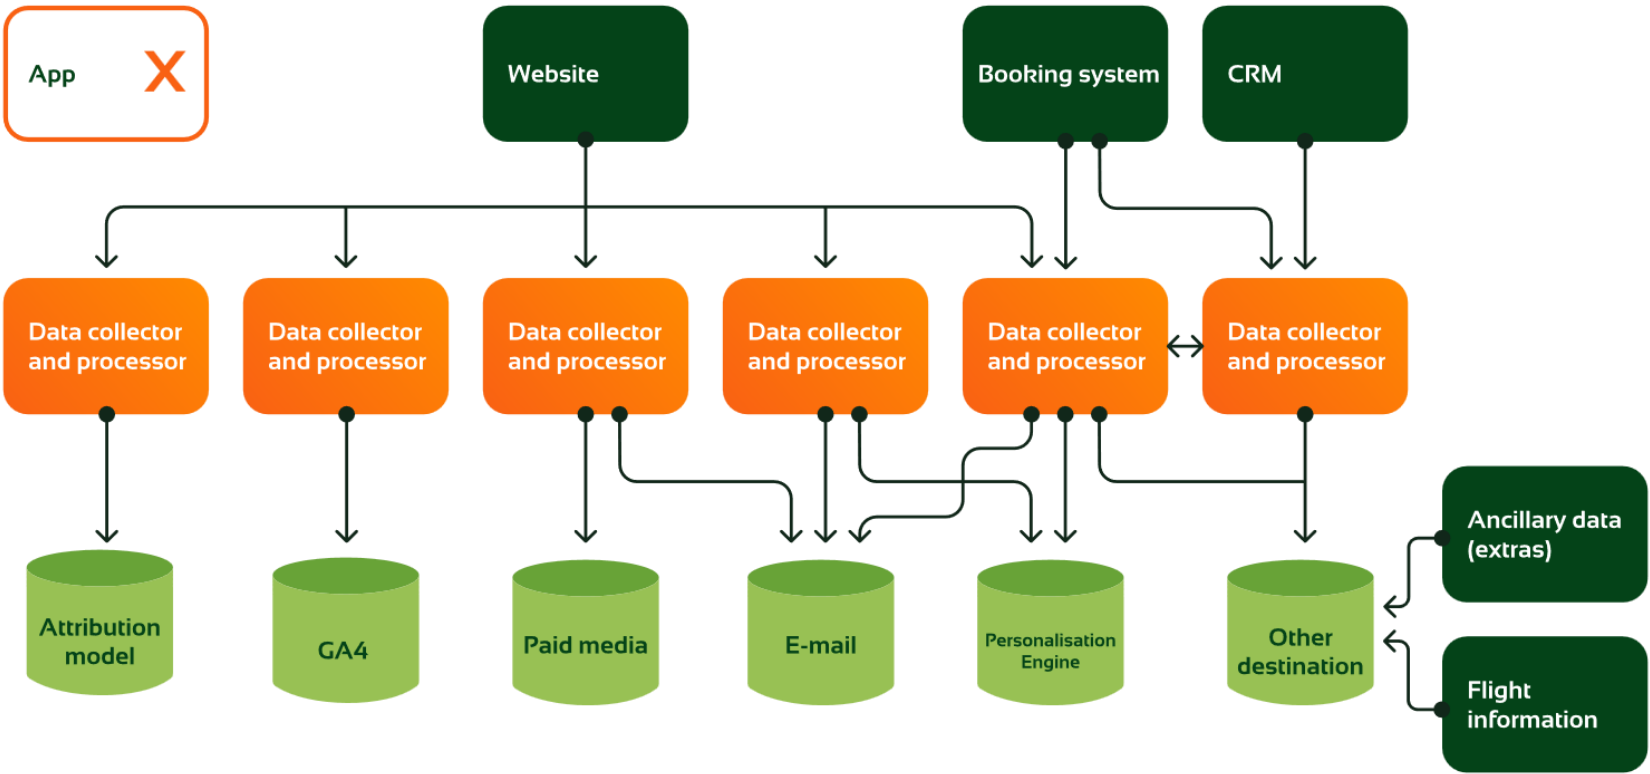 App
X
Website
Booking system
CRM
Data collector
and processor
Data collector
and processor
Data collector
and processor
Data collector
and processor
Data collector
and processor
Data collector
and processor
Attribution
model
GA4
Paid media
E-mail
Personalisation
Engine
Other
destination
Ancillary data
(extras)
Flight
information